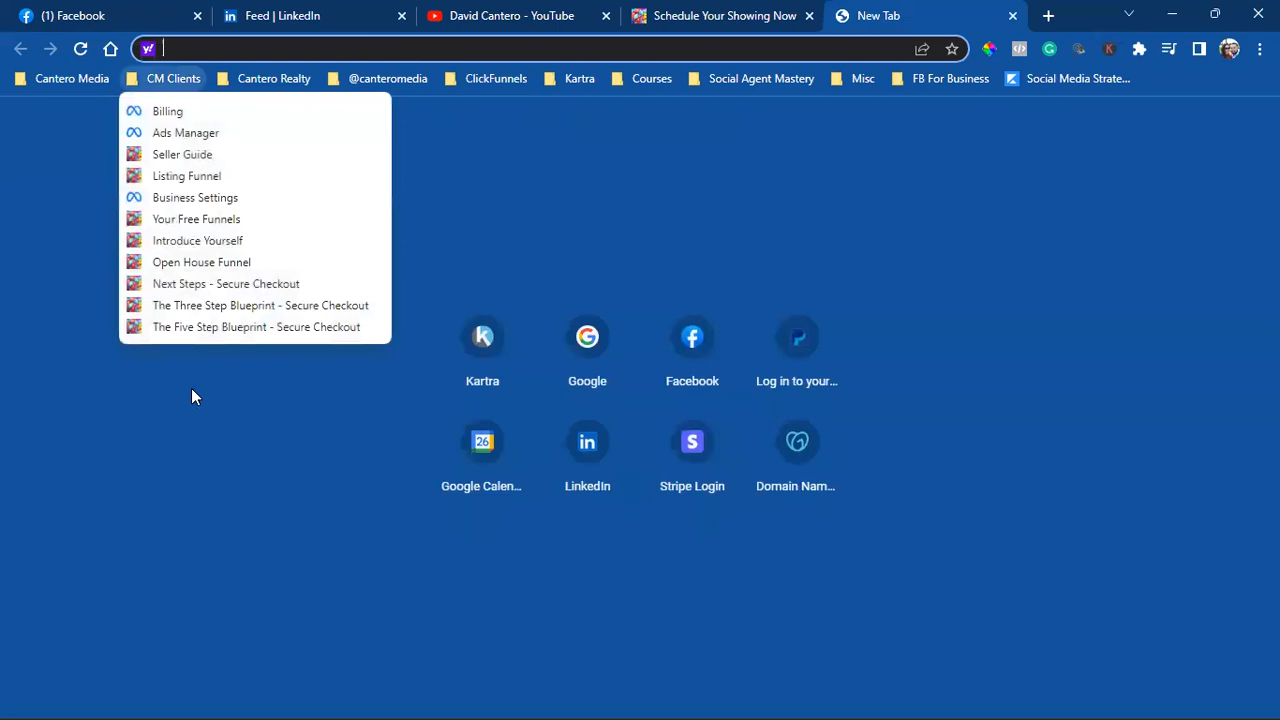 (1) Facebook
Feed | LinkedIn
David Cantero - YouTube
Schedule Your Showing Now
New Tab
y!
Cantero Media
CM Clients
Cantero Realty
@canteromedia
ClickFunnels
Kartra
Courses
Social Agent Mastery
Misc
FB For Business
Social Media Strate...
Billing
Ads Manager
Seller Guide
Listing Funnel
Business Settings
Your Free Funnels
Introduce Yourself
Open House Funnel
Next Steps - Secure Checkout
The Three Step Blueprint - Secure Checkout
The Five Step Blueprint - Secure Checkout
Kartra
Google
Facebook
Log in to your...
26
Google Calen...
LinkedIn
S
Stripe Login
Domain Nam...